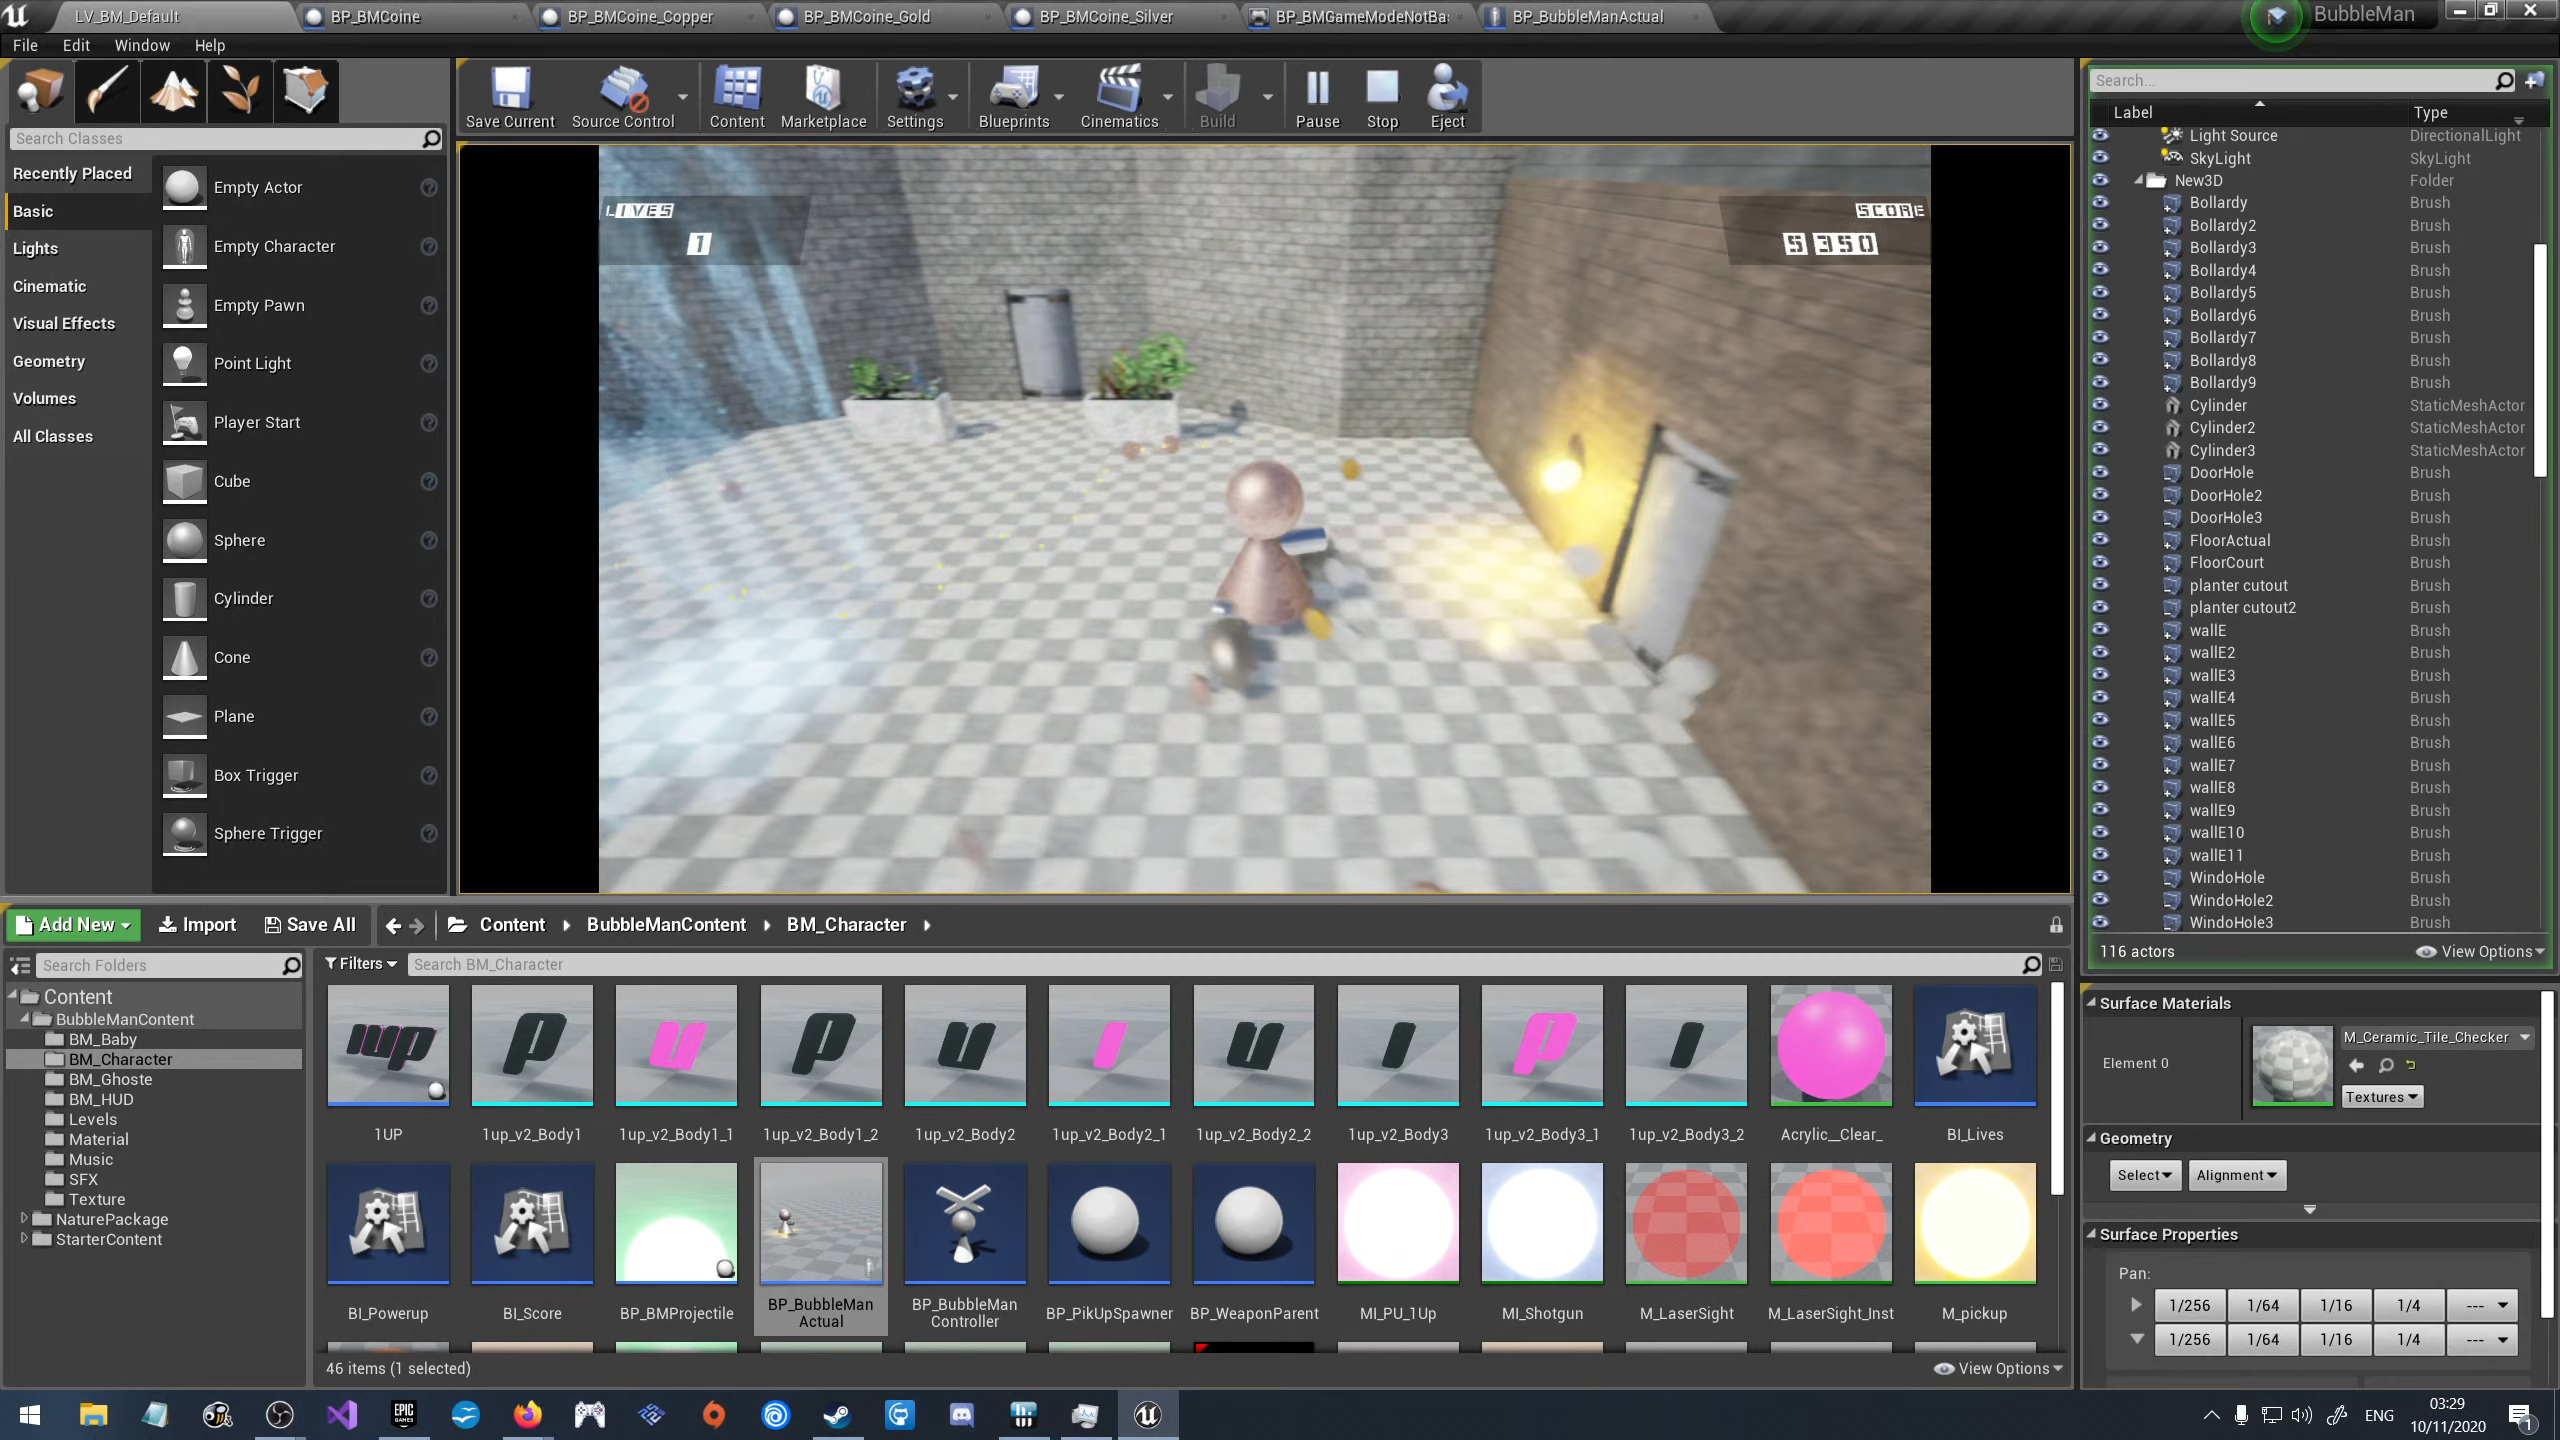 LV_BM_Default
BP_BMCoine
BP_BMCoine_Copper
BP_BMCoine_Gold
BP_BMCoine_Silver
BP_BMGameModeNotBa
BP_BubbleManActual
BubbleMan
File Edit Window Help
Save Current
Source Control
Content
Marketplace
Settings
Blueprints
Cinematics
Build
Pause
Stop
Eject
Search Classes
Recently Placed
Basic
Lights
Cinematic
Visual Effects
Geometry
Volumes
All Classes
Empty Actor
Empty Character
Empty Pawn
Point Light
Player Start
Cube
Sphere
Cylinder
Cone
Plane
Box Trigger
Sphere Trigger
LIVES
1
SCORE
5350
Search...
Label Type
Light Source DirectionalLight
SkyLight SkyLight
New3D Folder
Bollardy Brush
Bollardy2 Brush
Bollardy3 Brush
Bollardy4 Brush
Bollardy5 Brush
Bollardy6 Brush
Bollardy7 Brush
Bollardy8 Brush
Bollardy9 Brush
Cylinder StaticMeshActor
Cylinder2 StaticMeshActor
Cylinder3 StaticMeshActor
DoorHole Brush
DoorHole2 Brush
DoorHole3 Brush
FloorActual Brush
FloorCourt Brush
planter cutout Brush
planter cutout2 Brush
wallE Brush
wallE2 Brush
wallE3 Brush
wallE4 Brush
wallE5 Brush
wallE6 Brush
wallE7 Brush
wallE8 Brush
wallE9 Brush
wallE10 Brush
wallE11 Brush
WindoHole Brush
WindoHole2 Brush
WindoHole3 Brush
116 actors
View Options
Add New
Import
Save All
Content
BubbleManContent
BM_Character
Search Folders
Filters
Search BM_Character
Content
BubbleManContent
BM_Baby
BM_Character
BM_Ghoste
BM_HUD
Levels
Material
Music
SFX
Texture
NaturePackage
StarterContent
1UP
1up_v2_Body1
1up_v2_Body1_1
1up_v2_Body1_2
1up_v2_Body2
1up_v2_Body2_1
1up_v2_Body2_2
1up_v2_Body3
1up_v2_Body3_1
1up_v2_Body3_2
Acrylic__Clear_
BI_Lives
BI_Powerup
BI_Score
BP_BMProjectile
BP_BubbleMan
Actual
BP_BubbleMan
Controller
BP_PikUpSpawner
BP_WeaponParent
MI_PU_1Up
MI_Shotgun
M_LaserSight
M_LaserSight_Inst
M_pickup
46 items (1 selected)
View Options
Surface Materials
Element 0
M_Ceramic_Tile_Checker
Textures
Geometry
Select
Alignment
Surface Properties
Pan:
1/256 1/64 1/16 1/4 ---
1/256 1/64 1/16 1/4 ---
EPIC
GAMES
ENG
03:29
10/11/2020
1